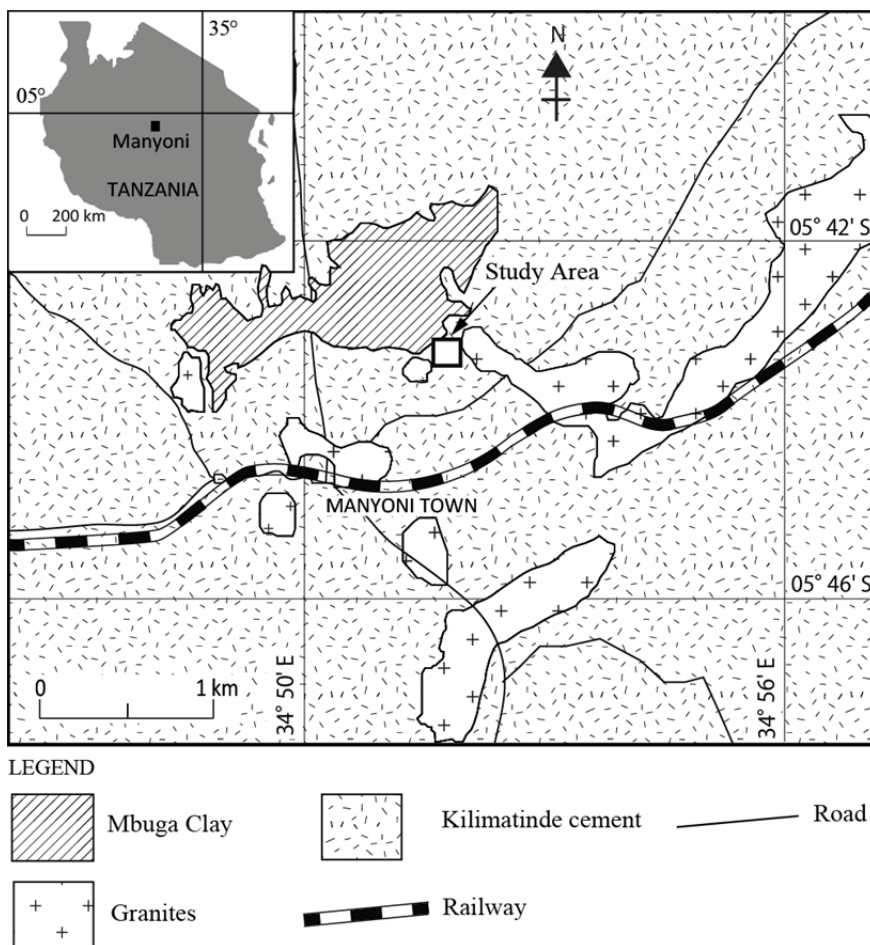 35°
05°
Manyoni
TANZANIA
0 200 km
N
05° 42' S
Study Area
MANYONI TOWN
05° 46' S
0 1 km
34° 50' E
34° 56' E
LEGEND
Mbuga Clay
Kilimatinde cement
Road
Granites
Railway